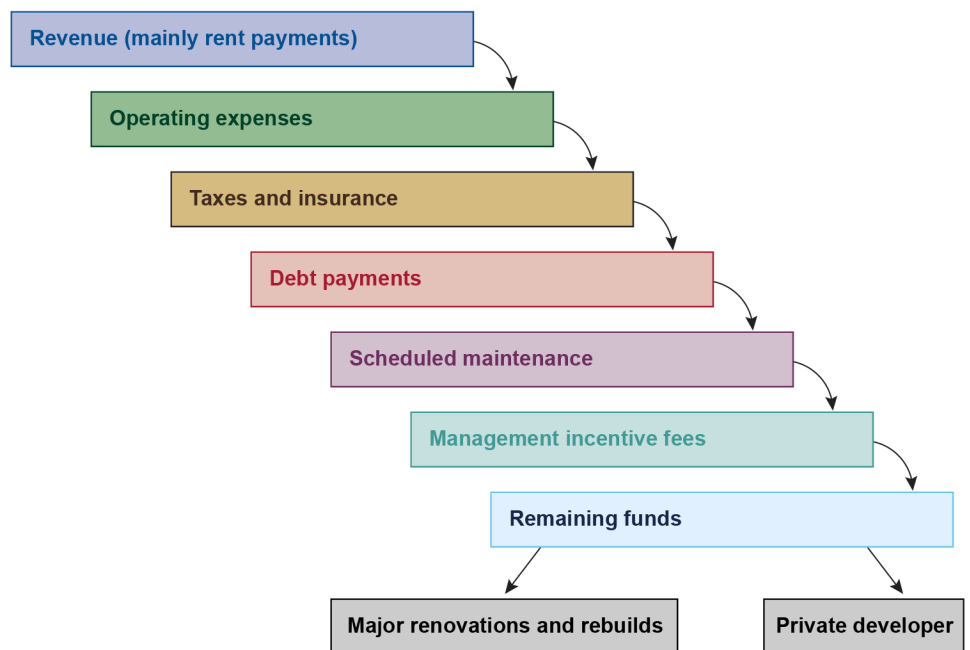 Revenue (mainly rent payments)
Operating expenses
Taxes and insurance
Debt payments
Scheduled maintenance
Management incentive fees
Remaining funds
Major renovations and rebuilds
Private developer